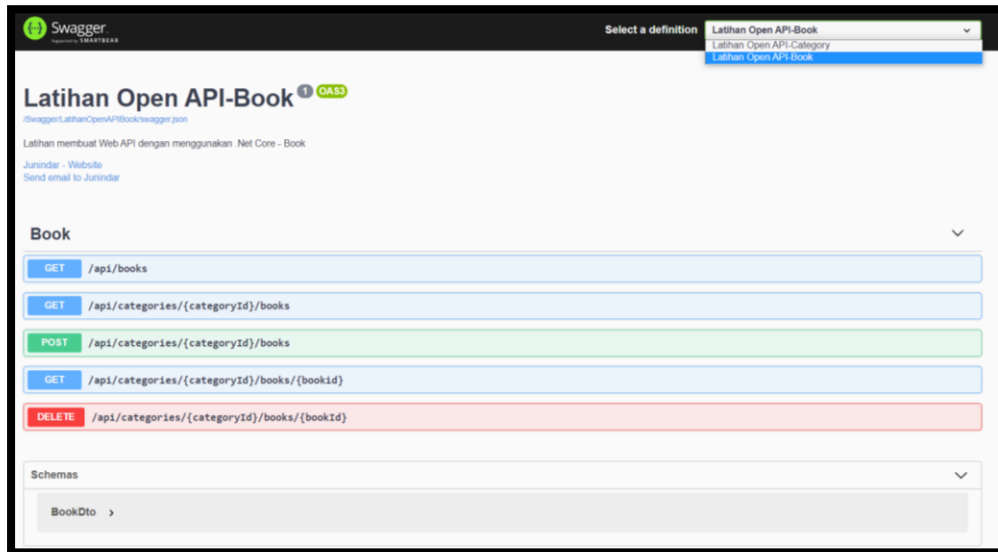 Swagger.
Supported by SMARTBEAR
Select a definition
Latihan Open API-Book
Latihan Open API-Category
Latihan Open API-Book
Latihan Open API-Book 1 OAS3
/Swagger/LatihanOpenAPIBook/swagger.json
Latihan membuat Web API dengan menggunakan .Net Core - Book
Junindar - Website
Send email to Junindar
Book
GET /api/books
GET /api/categories/{categoryId}/books
POST /api/categories/{categoryId}/books
GET /api/categories/{categoryId}/books/{bookid}
DELETE /api/categories/{categoryId}/books/{bookId}
Schemas
BookDto